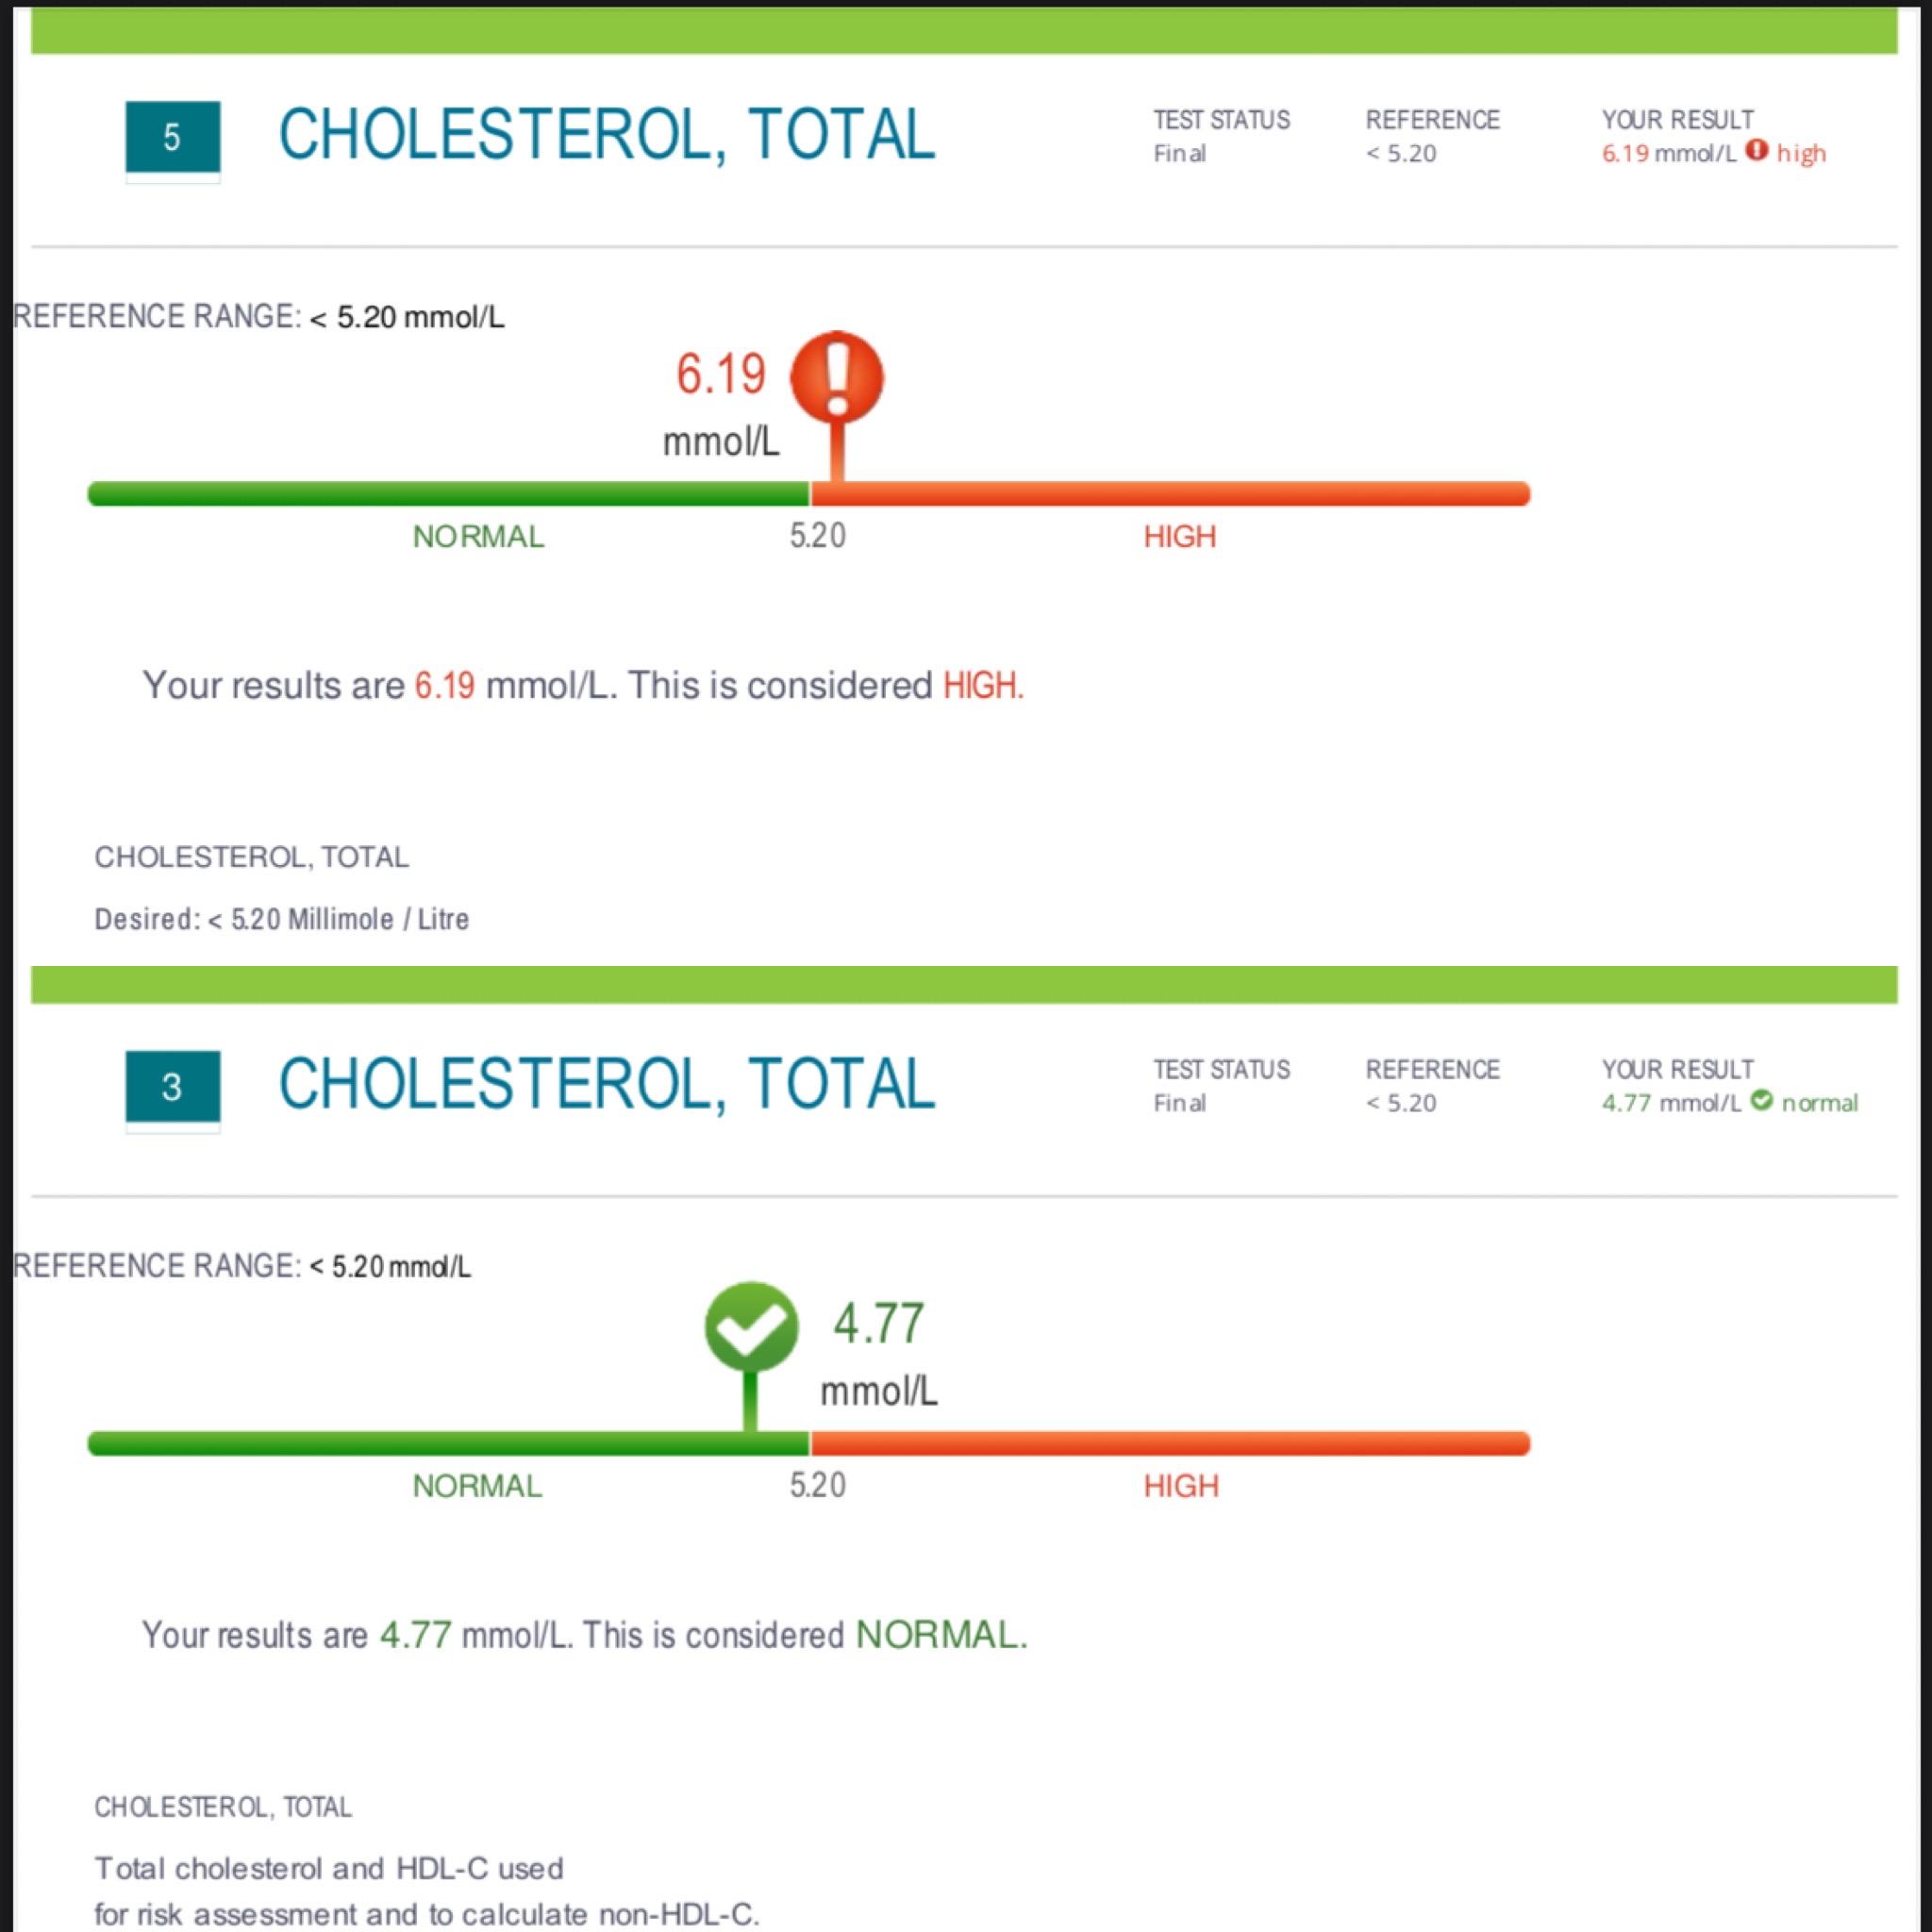 5 CHOLESTEROL, TOTAL TEST STATUS REFERENCE YOUR RESULT
Final < 5.20 6.19 mmol/L high
REFERENCE RANGE: < 5.20 mmol/L
6.19
mmol/L
NORMAL 5.20 HIGH
Your results are 6.19 mmol/L. This is considered HIGH.
CHOLESTEROL, TOTAL
Desired: < 5.20 Millimole / Litre
3 CHOLESTEROL, TOTAL TEST STATUS REFERENCE YOUR RESULT
Final < 5.20 4.77 mmol/L normal
REFERENCE RANGE: < 5.20 mmol/L
4.77
mmol/L
NORMAL 5.20 HIGH
Your results are 4.77 mmol/L. This is considered NORMAL.
CHOLESTEROL, TOTAL
Total cholesterol and HDL-C used
for risk assessment and to calculate non-HDL-C.